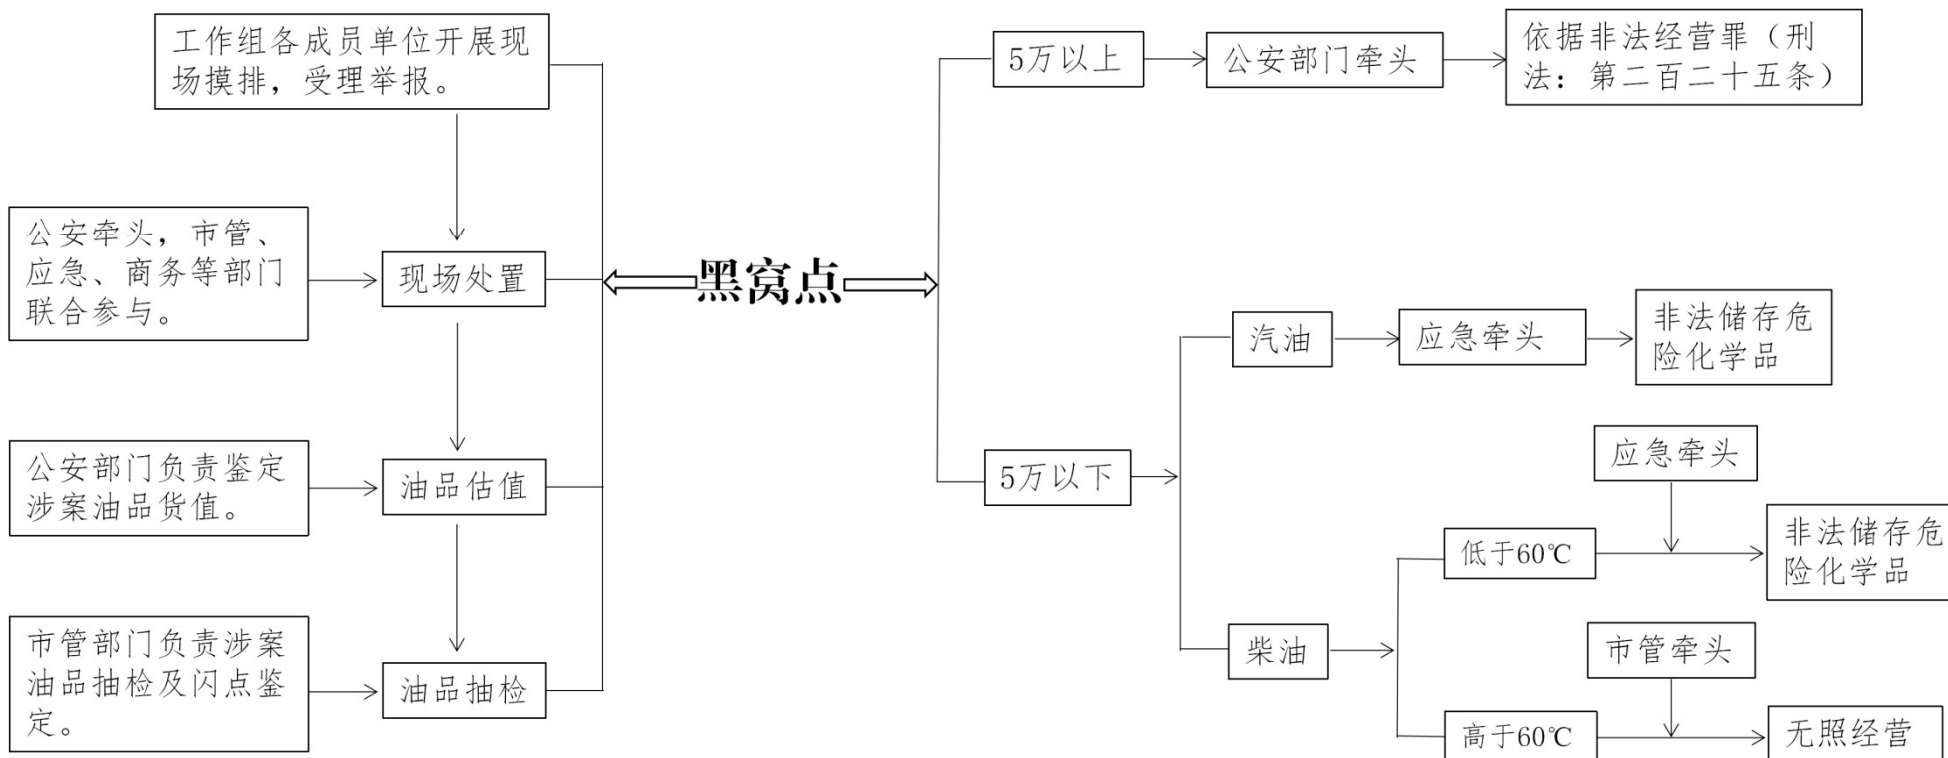 工作组各成员单位开展现
场摸排，受理举报。
公安牵头，市管、
应急、商务等部门
联合参与。
现场处置
公安部门负责鉴定
涉案油品货值。
油品估值
市管部门负责涉案
油品抽检及闪点鉴
定。
油品抽检
黑窝点
5万以上
公安部门牵头
依据非法经营罪（刑
法：第二百二十五条）
5万以下
汽油
应急牵头
非法储存危
险化学品
柴油
低于60℃
应急牵头
非法储存危
险化学品
高于60℃
市管牵头
无照经营